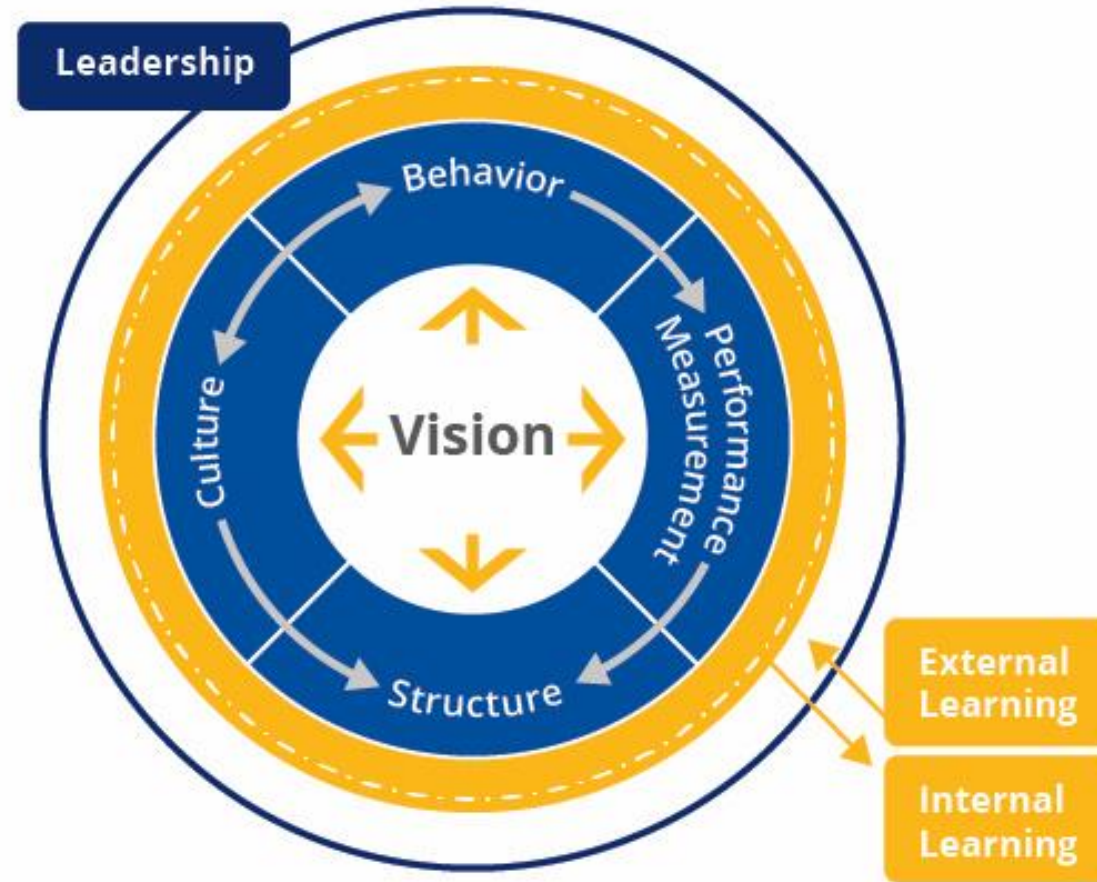 Leadership
Behavior
Performance
Measurement
Vision
Culture
Structure
External
Learning
Internal
Learning